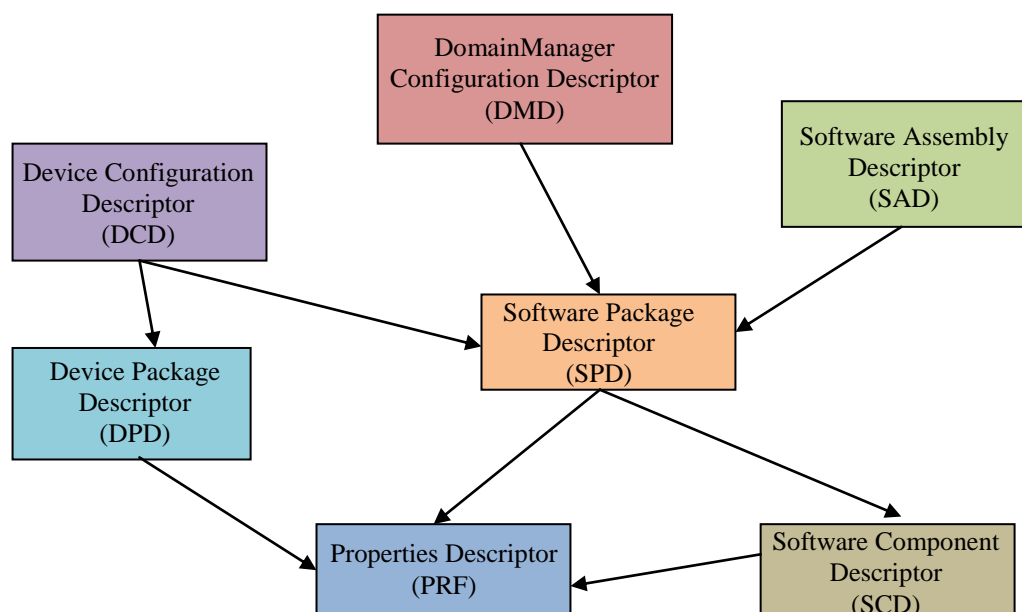 DomainManager
Configuration Descriptor
(DMD)
Software Assembly
Descriptor
(SAD)
Device Configuration
Descriptor
(DCD)
Software Package
Descriptor
(SPD)
Device Package
Descriptor
(DPD)
Properties Descriptor
(PRF)
Software Component
Descriptor
(SCD)